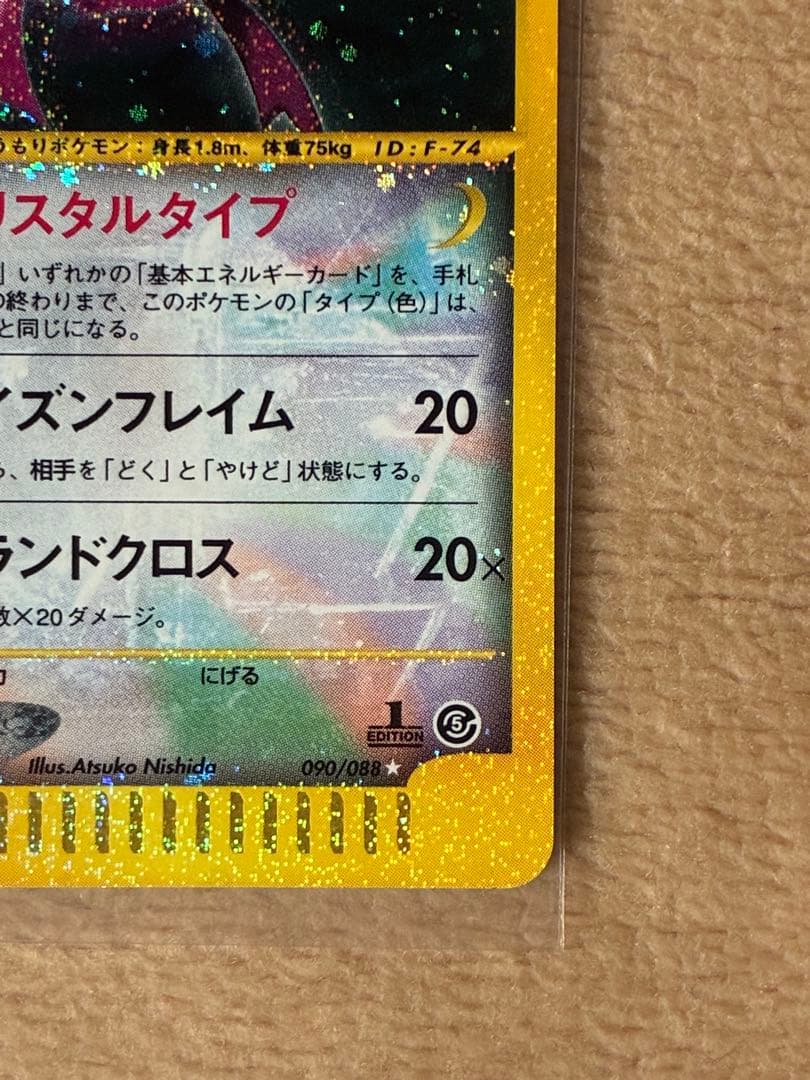 うもりポケモン：身長1.8m、体重75kg ID:F-74
リスタルタイプ
」いずれかの「基本エネルギーカード」を、手札
の終わりまで、このポケモンの「タイプ（色）」は、
と同じになる。
イズンフレイム 20
ら、相手を「どく」と「やけど」状態にする。
ランドクロス 20×
数×20ダメージ。
力 にげる
1 EDITION 5
Illus.Atsuko Nishida 090/088★